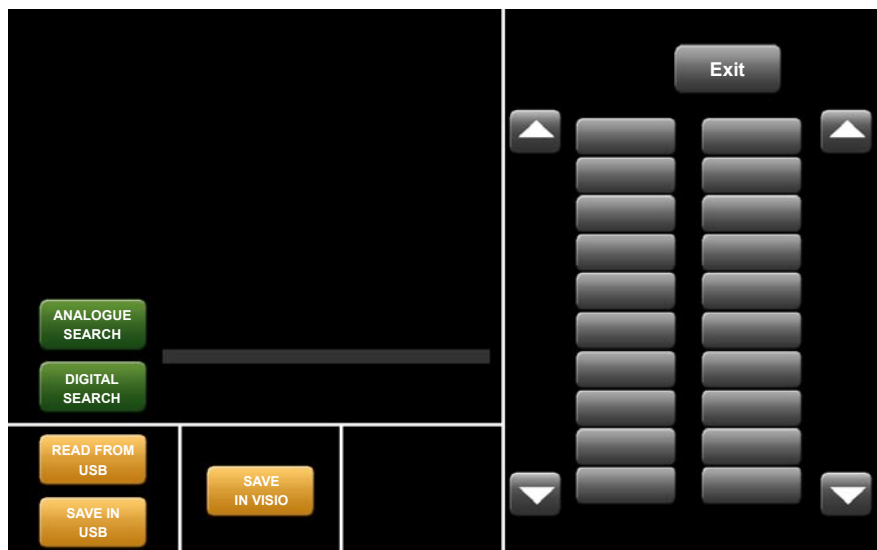 Exit
ANALOGUE
SEARCH
DIGITAL
SEARCH
READ FROM
USB
SAVE
IN VISIO
SAVE IN
USB